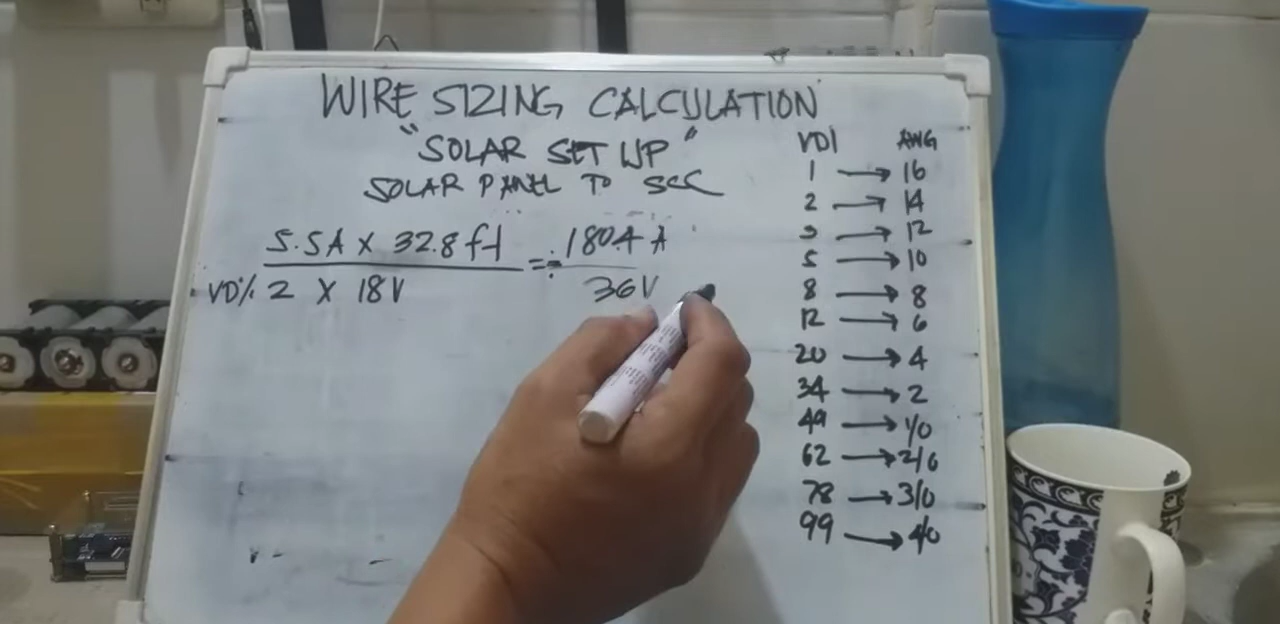 WIRE SIZING CALCULATION
"SOLAR SET UP"
SOLAR PANEL TO SCC
5.5A X 32.8 ft = 180.4 A
VD% 2 X 18V 36V
VDI AWG
1 → 16
2 → 14
3 → 12
5 → 10
8 → 8
12 → 6
20 → 4
34 → 2
49 → 1/0
62 → 2/0
78 → 3/0
99 → 4/0